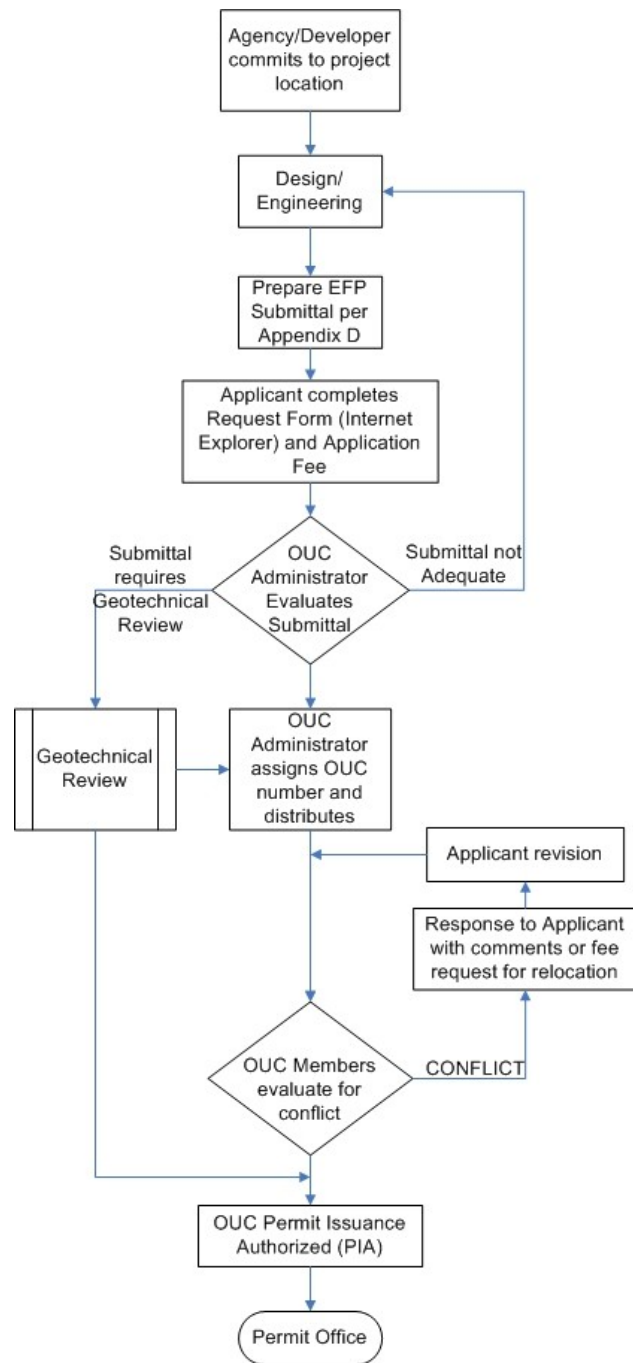 Agency/Developer
commits to project
location
Design/
Engineering
Prepare EFP
Submittal per
Appendix D
Applicant completes
Request Form (Internet
Explorer) and Application
Fee
Submittal
requires
Geotechnical
Review
OUC
Administrator
Evaluates
Submittal
Submittal not
Adequate
Geotechnical
Review
OUC
Administrator
assigns OUC
number and
distributes
Applicant revision
Response to Applicant
with comments or fee
request for relocation
OUC Members
evaluate for
conflict
CONFLICT
OUC Permit Issuance
Authorized (PIA)
Permit Office